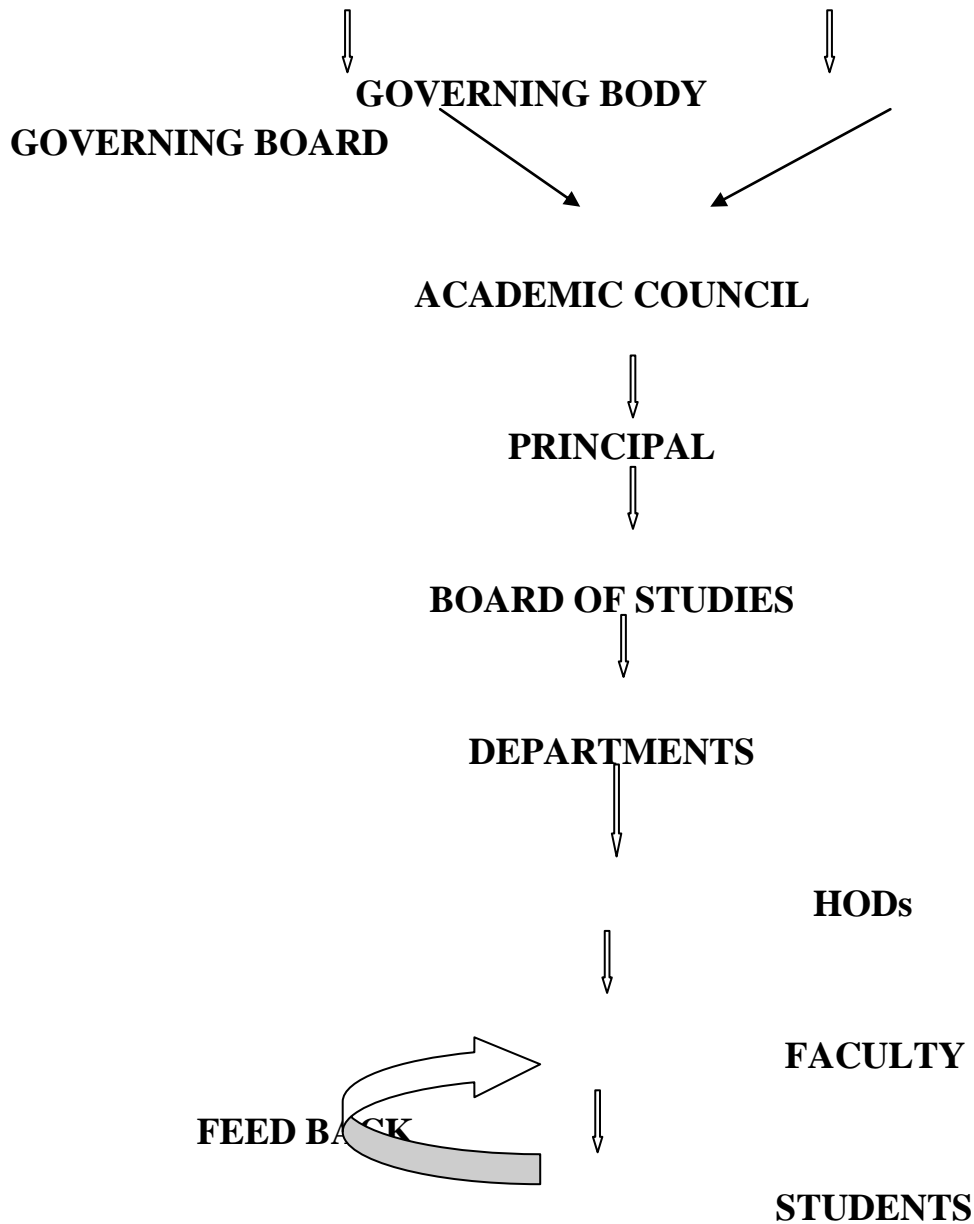 GOVERNING BODY
GOVERNING BOARD
ACADEMIC COUNCIL
PRINCIPAL
BOARD OF STUDIES
DEPARTMENTS
HODs
FACULTY
FEED BACK
STUDENTS